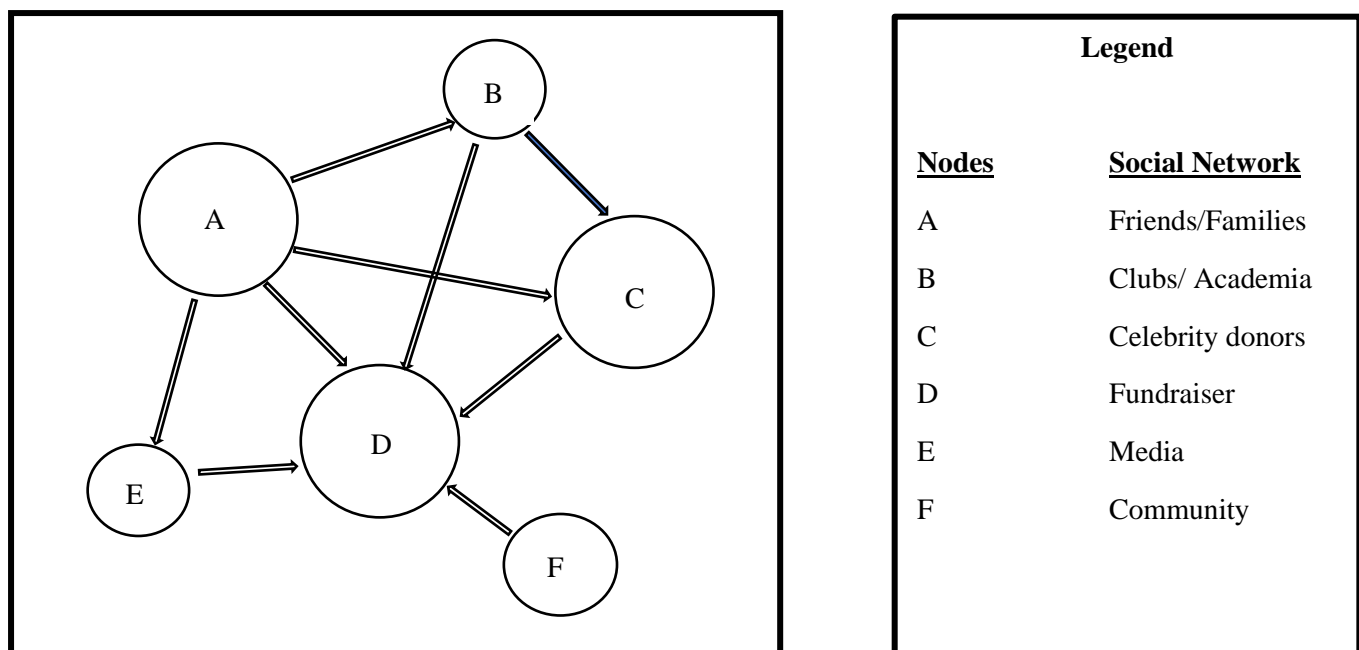 B
A
C
D
E
F
Legend
Nodes Social Network
A Friends/Families
B Clubs/ Academia
C Celebrity donors
D Fundraiser
E Media
F Community